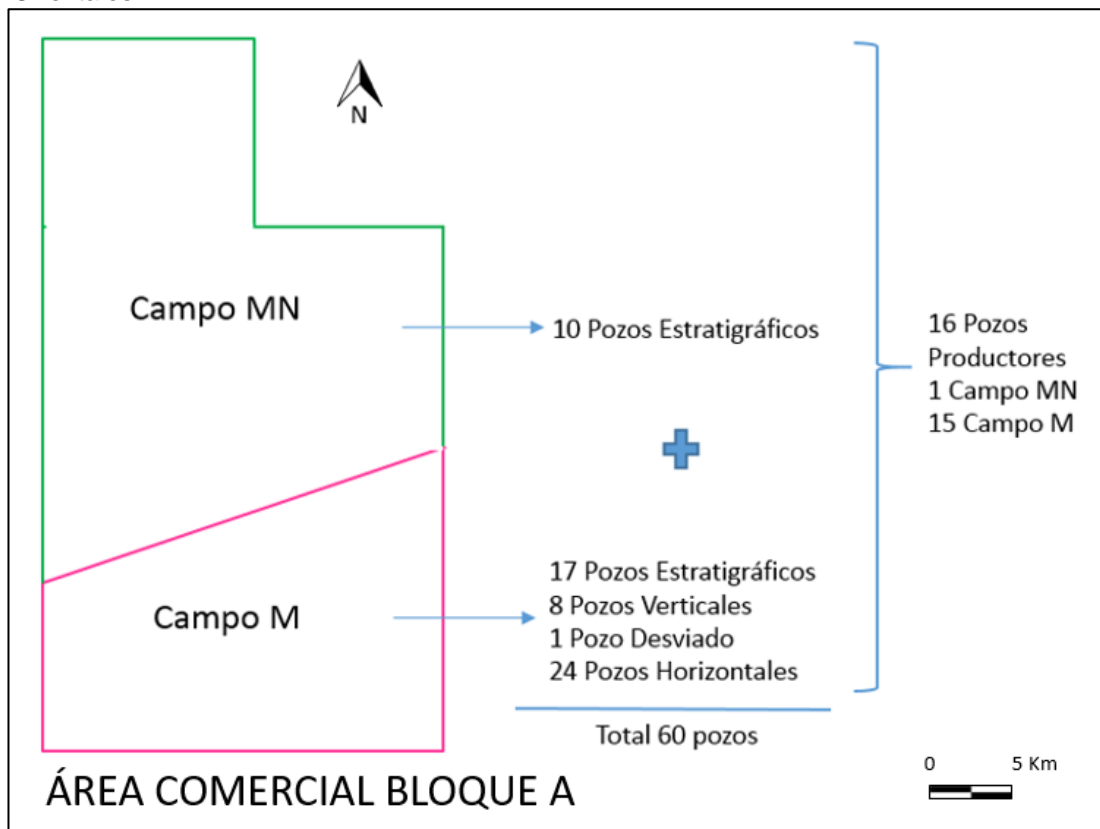 N
Campo MN
10 Pozos Estratigráficos
16 Pozos
Productores
1 Campo MN
15 Campo M
Campo M
17 Pozos Estratigráficos
8 Pozos Verticales
1 Pozo Desviado
24 Pozos Horizontales
Total 60 pozos
0 5 Km
ÁREA COMERCIAL BLOQUE A